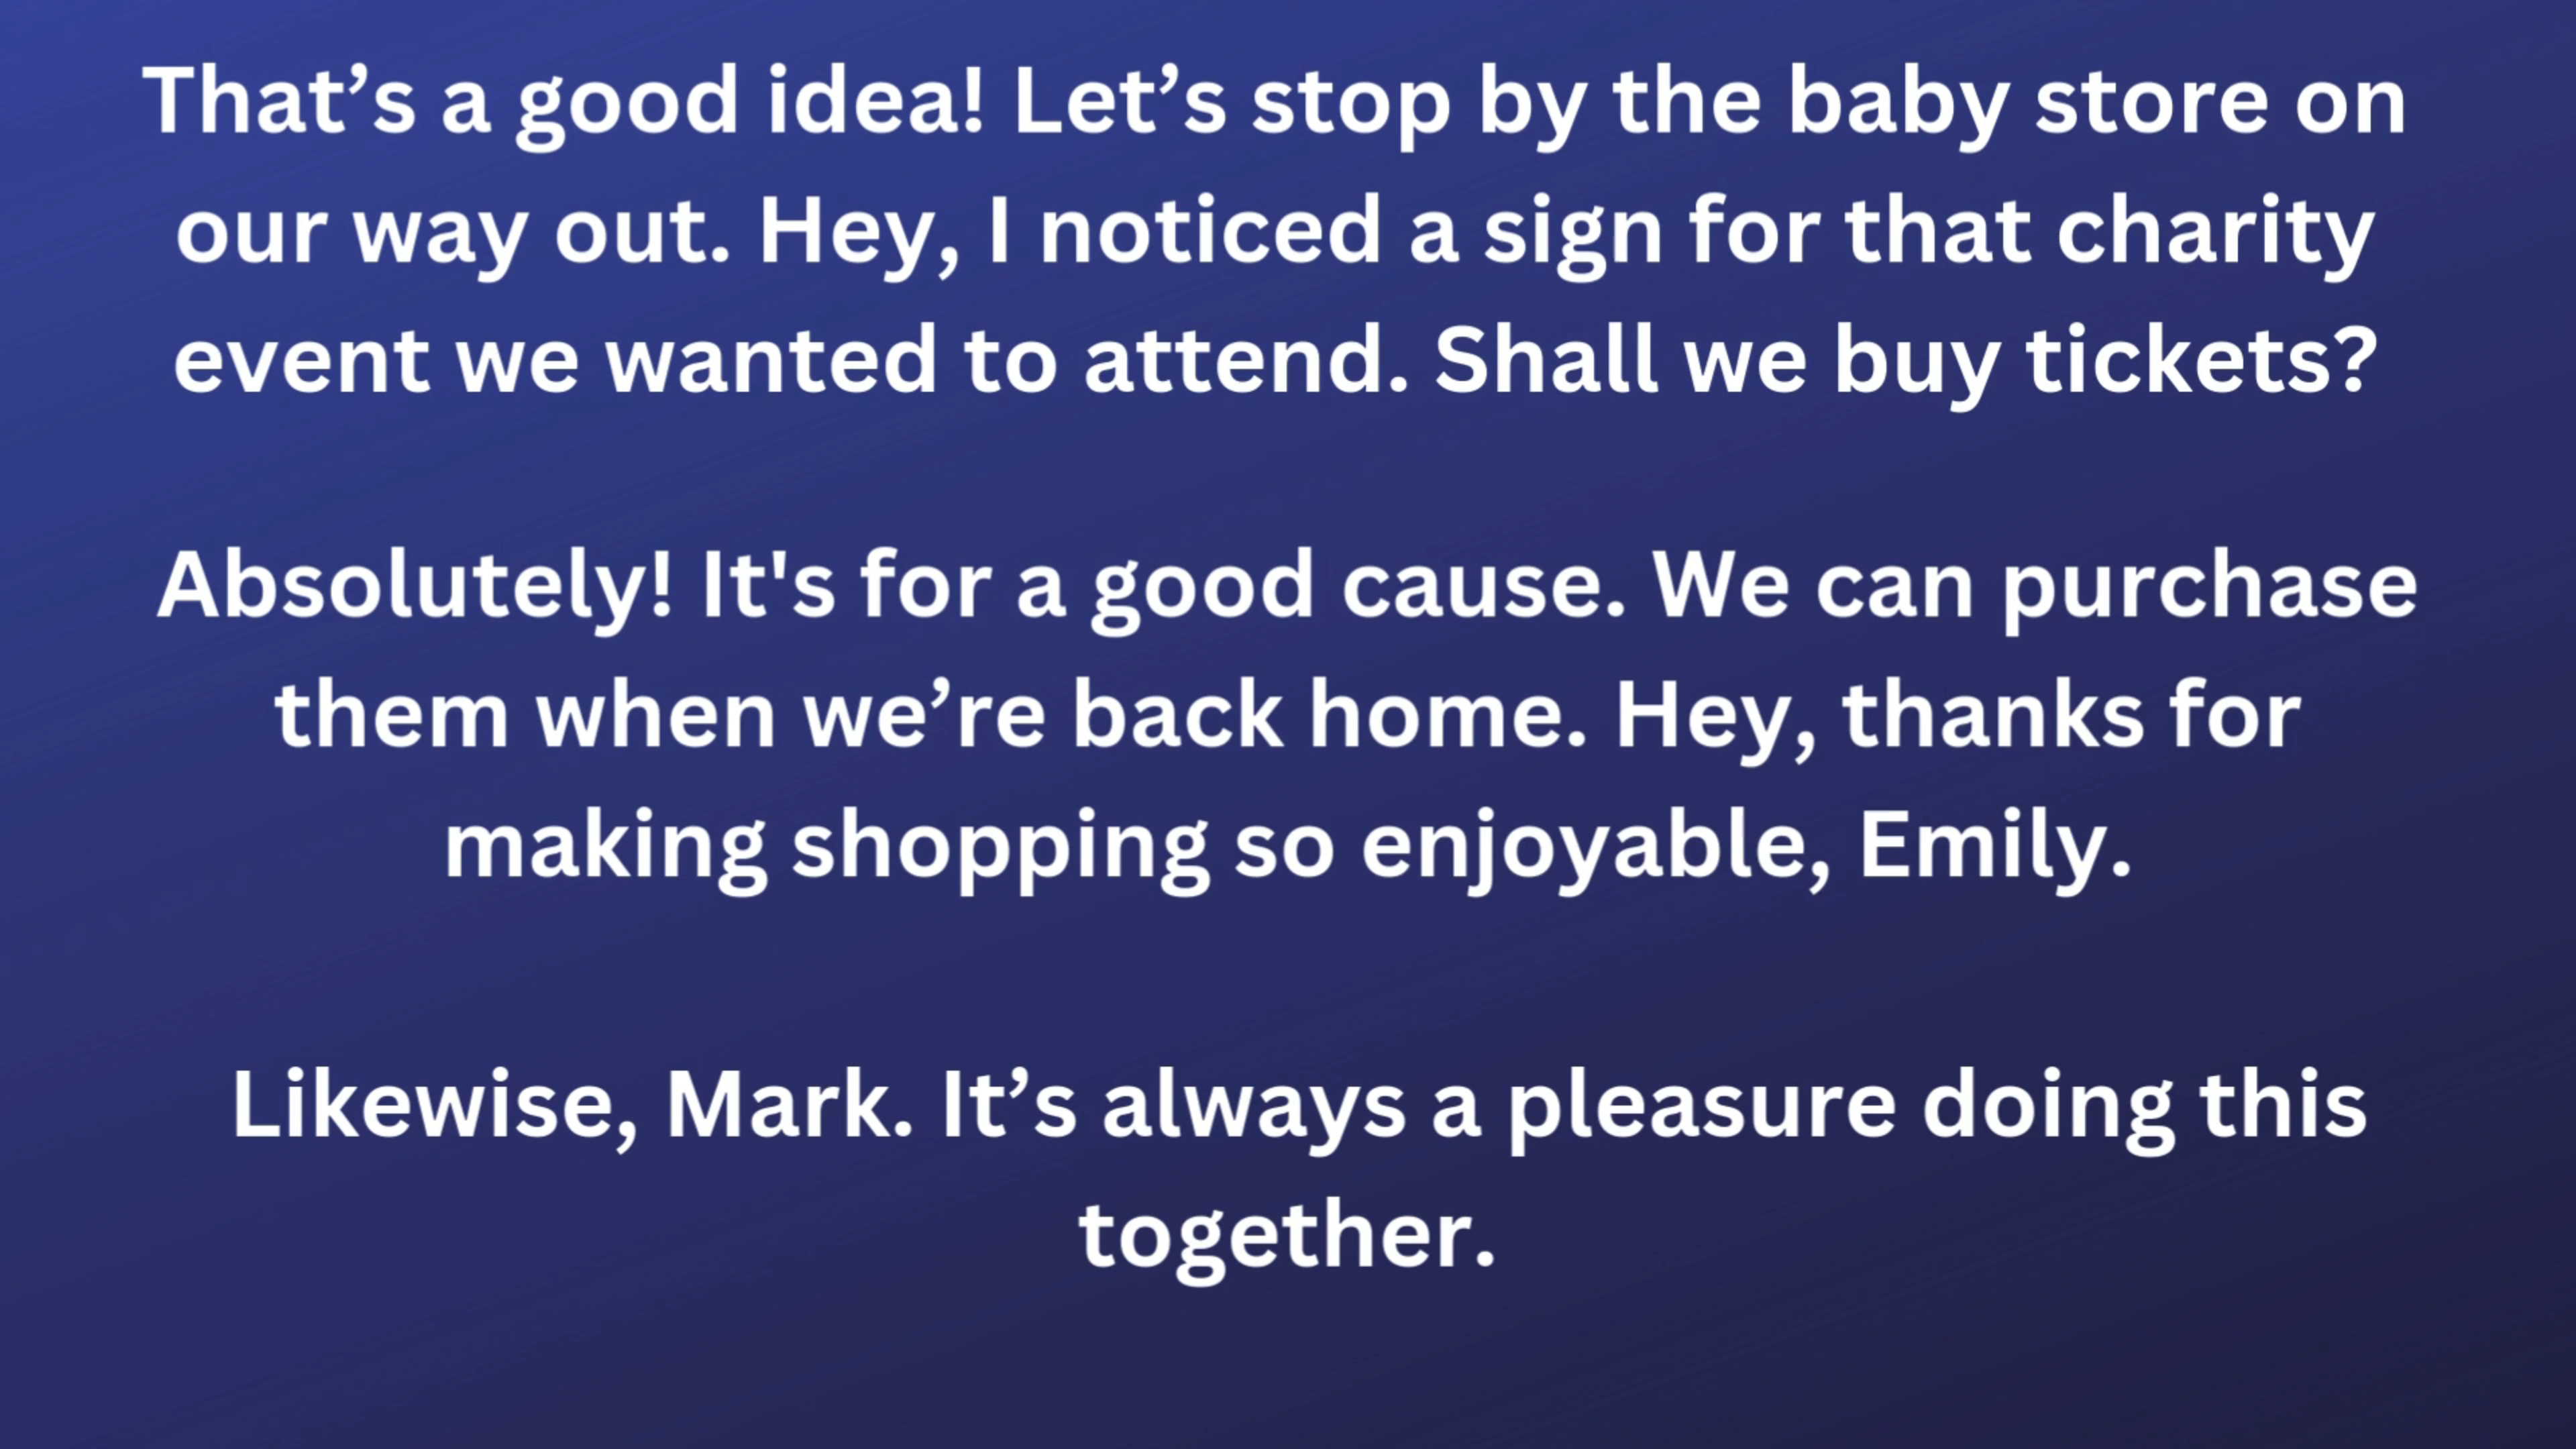 That’s a good idea! Let’s stop by the baby store on
our way out. Hey, I noticed a sign for that charity
event we wanted to attend. Shall we buy tickets?
Absolutely! It's for a good cause. We can purchase
them when we’re back home. Hey, thanks for
making shopping so enjoyable, Emily.
Likewise, Mark. It’s always a pleasure doing this
together.